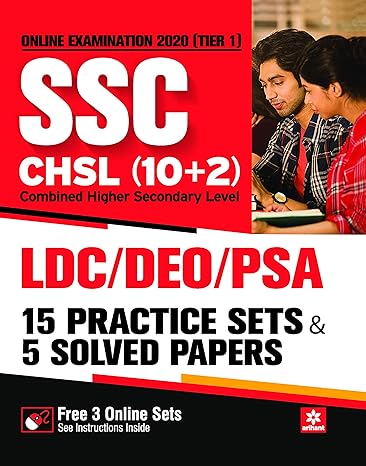 ONLINE EXAMINATION 2020 (TIER 1)
SSC
CHSL (10+2)
Combined Higher Secondary Level
LDC/DEO/PSA
15 PRACTICE SETS &
5 SOLVED PAPERS
Free 3 Online Sets
See Instructions Inside
arihant